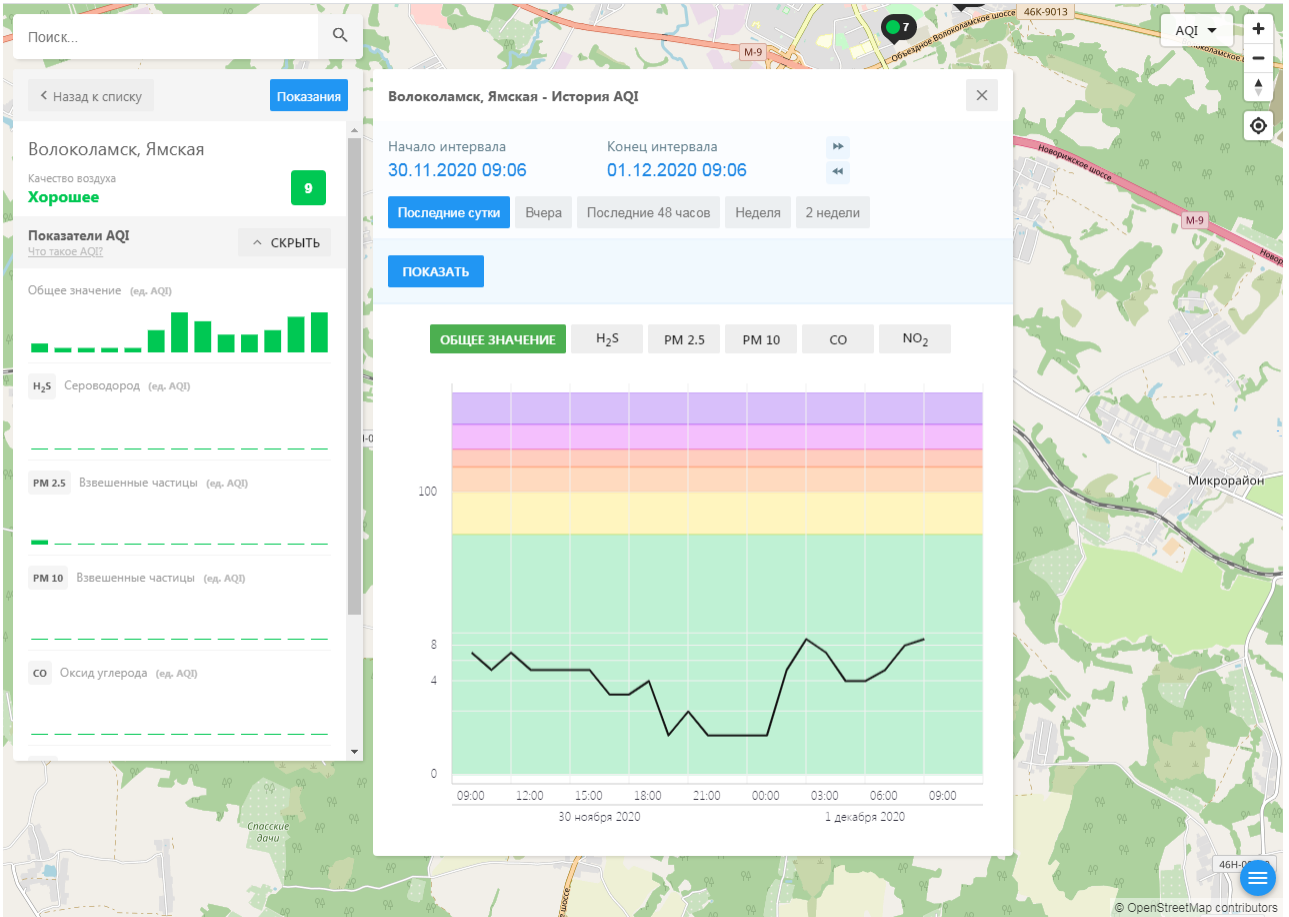 Поиск...
AQI
7
М-9
46К-9013
Объездное Волоколамское шоссе
Назад к списку
Показания
Волоколамск, Ямская
Качество воздуха
Хорошее
9
Показатели AQI
Что такое AQI?
СКРЫТЬ
Общее значение (ед. AQI)
H2S Сероводород (ед. AQI)
PM 2.5 Взвешенные частицы (ед. AQI)
PM 10 Взвешенные частицы (ед. AQI)
CO Оксид углерода (ед. AQI)
Волоколамск, Ямская - История AQI
Начало интервала
30.11.2020 09:06
Конец интервала
01.12.2020 09:06
Последние сутки
Вчера
Последние 48 часов
Неделя
2 недели
ПОКАЗАТЬ
ОБЩЕЕ ЗНАЧЕНИЕ
H2S
PM 2.5
PM 10
CO
NO2
100
8
4
0
09:00 12:00 15:00 18:00 21:00 00:00 03:00 06:00 09:00
30 ноября 2020 1 декабря 2020
Новорижское шоссе
М-9
Микрорайон
Спасские
дачи
© OpenStreetMap contributors